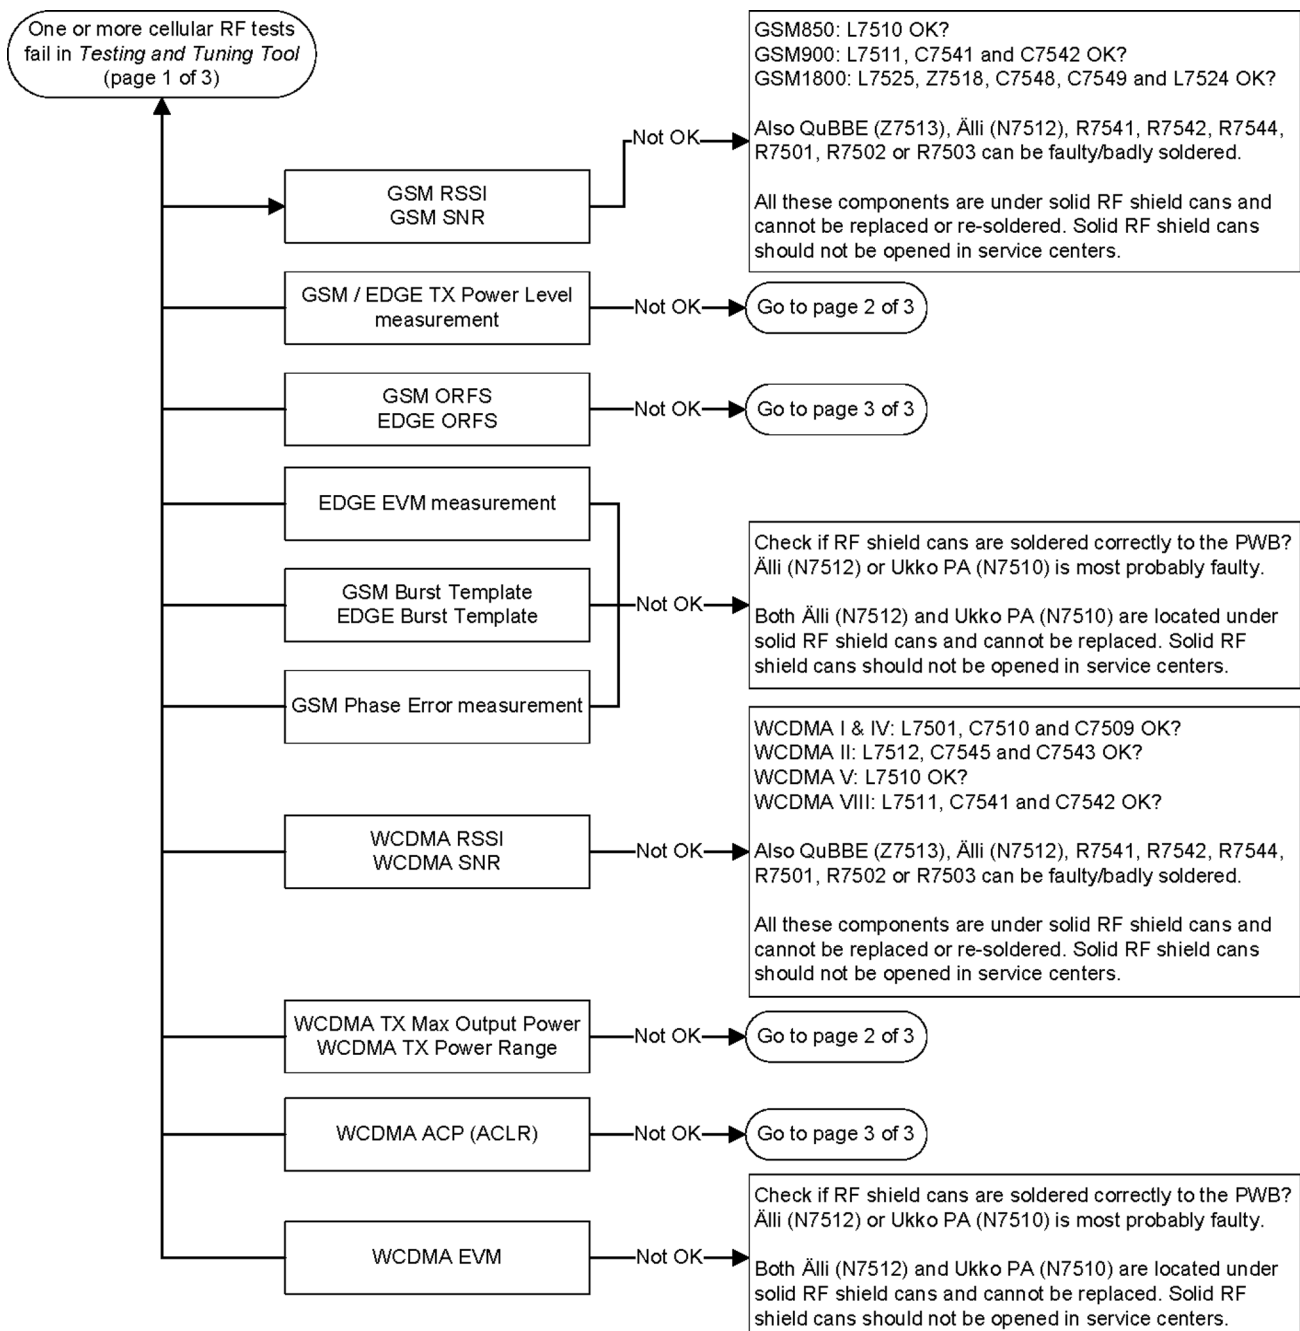 One or more cellular RF tests
fail in Testing and Tuning Tool
(page 1 of 3)
GSM RSSI
GSM SNR
Not OK
GSM850: L7510 OK?
GSM900: L7511, C7541 and C7542 OK?
GSM1800: L7525, Z7518, C7548, C7549 and L7524 OK?
Also QuBBE (Z7513), Älli (N7512), R7541, R7542, R7544,
R7501, R7502 or R7503 can be faulty/badly soldered.
All these components are under solid RF shield cans and
cannot be replaced or re-soldered. Solid RF shield cans
should not be opened in service centers.
GSM / EDGE TX Power Level
measurement
Not OK
Go to page 2 of 3
GSM ORFS
EDGE ORFS
Not OK
Go to page 3 of 3
EDGE EVM measurement
GSM Burst Template
EDGE Burst Template
GSM Phase Error measurement
Not OK
Check if RF shield cans are soldered correctly to the PWB?
Älli (N7512) or Ukko PA (N7510) is most probably faulty.
Both Älli (N7512) and Ukko PA (N7510) are located under
solid RF shield cans and cannot be replaced. Solid RF
shield cans should not be opened in service centers.
WCDMA RSSI
WCDMA SNR
Not OK
WCDMA I & IV: L7501, C7510 and C7509 OK?
WCDMA II: L7512, C7545 and C7543 OK?
WCDMA V: L7510 OK?
WCDMA VIII: L7511, C7541 and C7542 OK?
Also QuBBE (Z7513), Älli (N7512), R7541, R7542, R7544,
R7501, R7502 or R7503 can be faulty/badly soldered.
All these components are under solid RF shield cans and
cannot be replaced or re-soldered. Solid RF shield cans
should not be opened in service centers.
WCDMA TX Max Output Power
WCDMA TX Power Range
Not OK
Go to page 2 of 3
WCDMA ACP (ACLR)
Not OK
Go to page 3 of 3
WCDMA EVM
Not OK
Check if RF shield cans are soldered correctly to the PWB?
Älli (N7512) or Ukko PA (N7510) is most probably faulty.
Both Älli (N7512) and Ukko PA (N7510) are located under
solid RF shield cans and cannot be replaced. Solid RF
shield cans should not be opened in service centers.